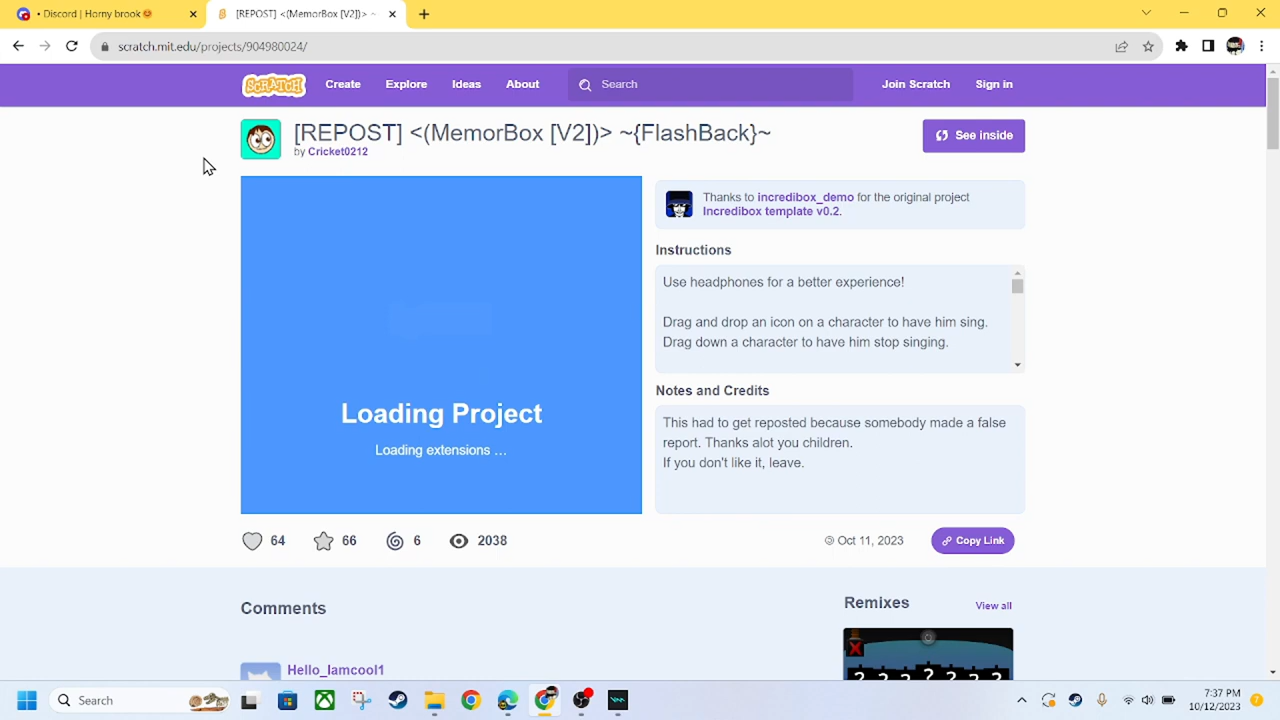 Discord | Horny brook
[REPOST] <(MemorBox [V2])> ~
scratch.mit.edu/projects/904980024/
SCRATCH
Create
Explore
Ideas
About
Search
Join Scratch
Sign in
[REPOST] <(MemorBox [V2])> ~{FlashBack}~
by Cricket0212
See inside
Thanks to incredibox_demo for the original project
Incredibox template v0.2.
Instructions
Use headphones for a better experience!
Drag and drop an icon on a character to have him sing.
Drag down a character to have him stop singing.
Loading Project
Loading extensions …
Notes and Credits
This had to get reposted because somebody made a false
report. Thanks alot you children.
If you don't like it, leave.
64
66
6
2038
© Oct 11, 2023
Copy Link
Comments
Remixes
View all
Hello_Iamcool1
? ? ? ? ? ? ?
Search
7:37 PM
10/12/2023
7